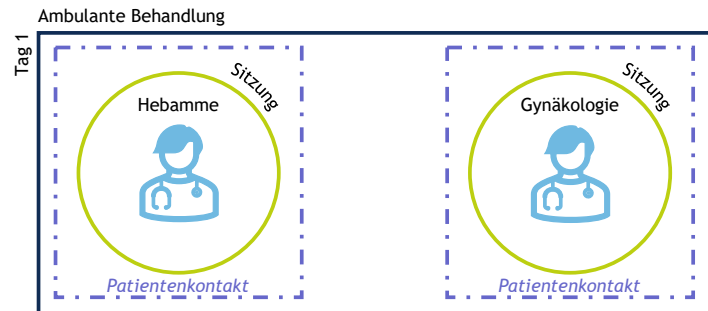 Ambulante Behandlung
Tag 1
Sitzung
Hebamme
Patientenkontakt
Sitzung
Gynäkologie
Patientenkontakt